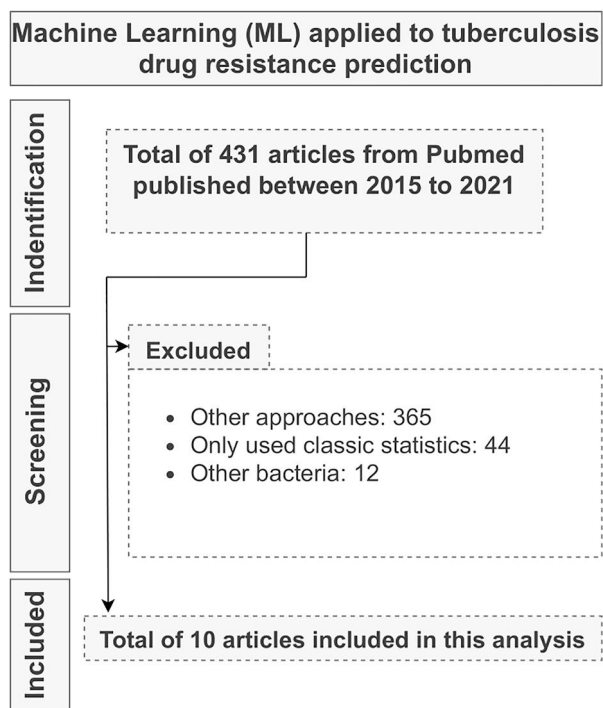 Machine Learning (ML) applied to tuberculosis
drug resistance prediction
Indentification
Total of 431 articles from Pubmed
published between 2015 to 2021
Screening
Excluded
• Other approaches: 365
• Only used classic statistics: 44
• Other bacteria: 12
Included
Total of 10 articles included in this analysis